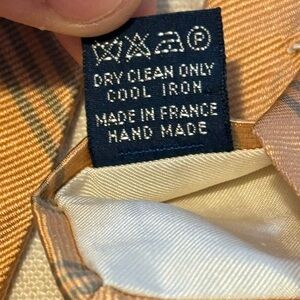 P
DRY CLEAN ONLY
COOL IRON
MADE IN FRANCE
HAND MADE